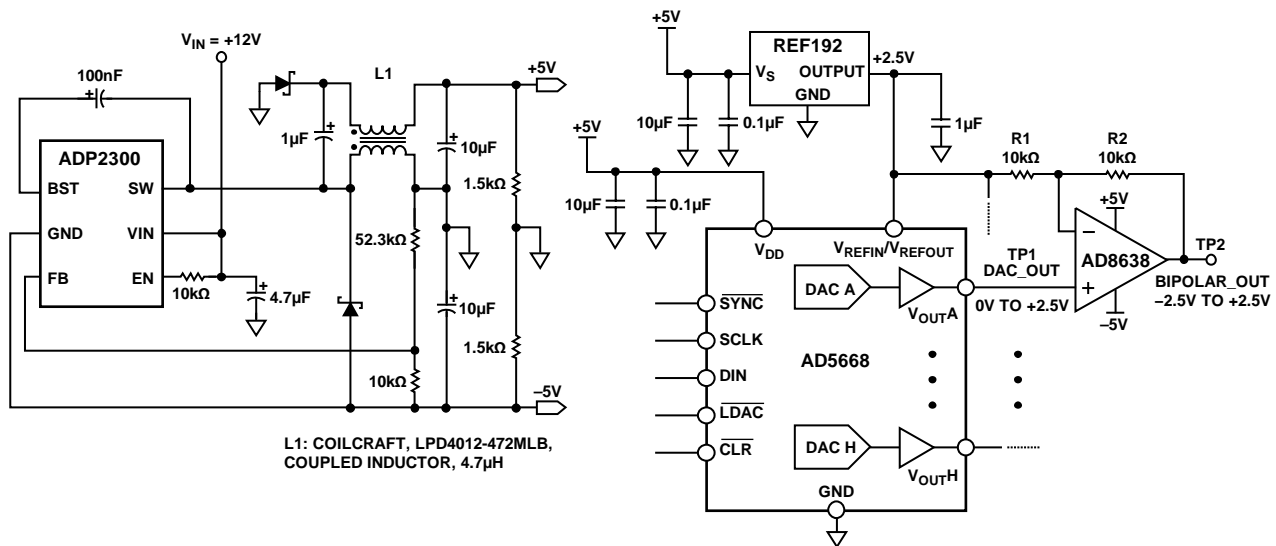 V_IN = +12V
100nF
+
ADP2300
BST
SW
GND
VIN
FB
EN
10kΩ
+
4.7µF
L1
+5V
1µF
+
+
10µF
1.5kΩ
52.3kΩ
+
10µF
1.5kΩ
10kΩ
–5V
L1: COILCRAFT, LPD4012-472MLB,
COUPLED INDUCTOR, 4.7µH
+5V
REF192
V_S
OUTPUT
GND
+2.5V
+
10µF
0.1µF
1µF
+5V
+
10µF
0.1µF
R1
10kΩ
R2
10kΩ
+5V
–
+
AD8638
–5V
TP2
BIPOLAR_OUT
–2.5V TO +2.5V
TP1
DAC_OUT
0V TO +2.5V
V_DD
V_REFIN/V_REFOUT
DAC A
V_OUTA
SYNC
SCLK
DIN
LDAC
CLR
AD5668
DAC H
V_OUTH
GND